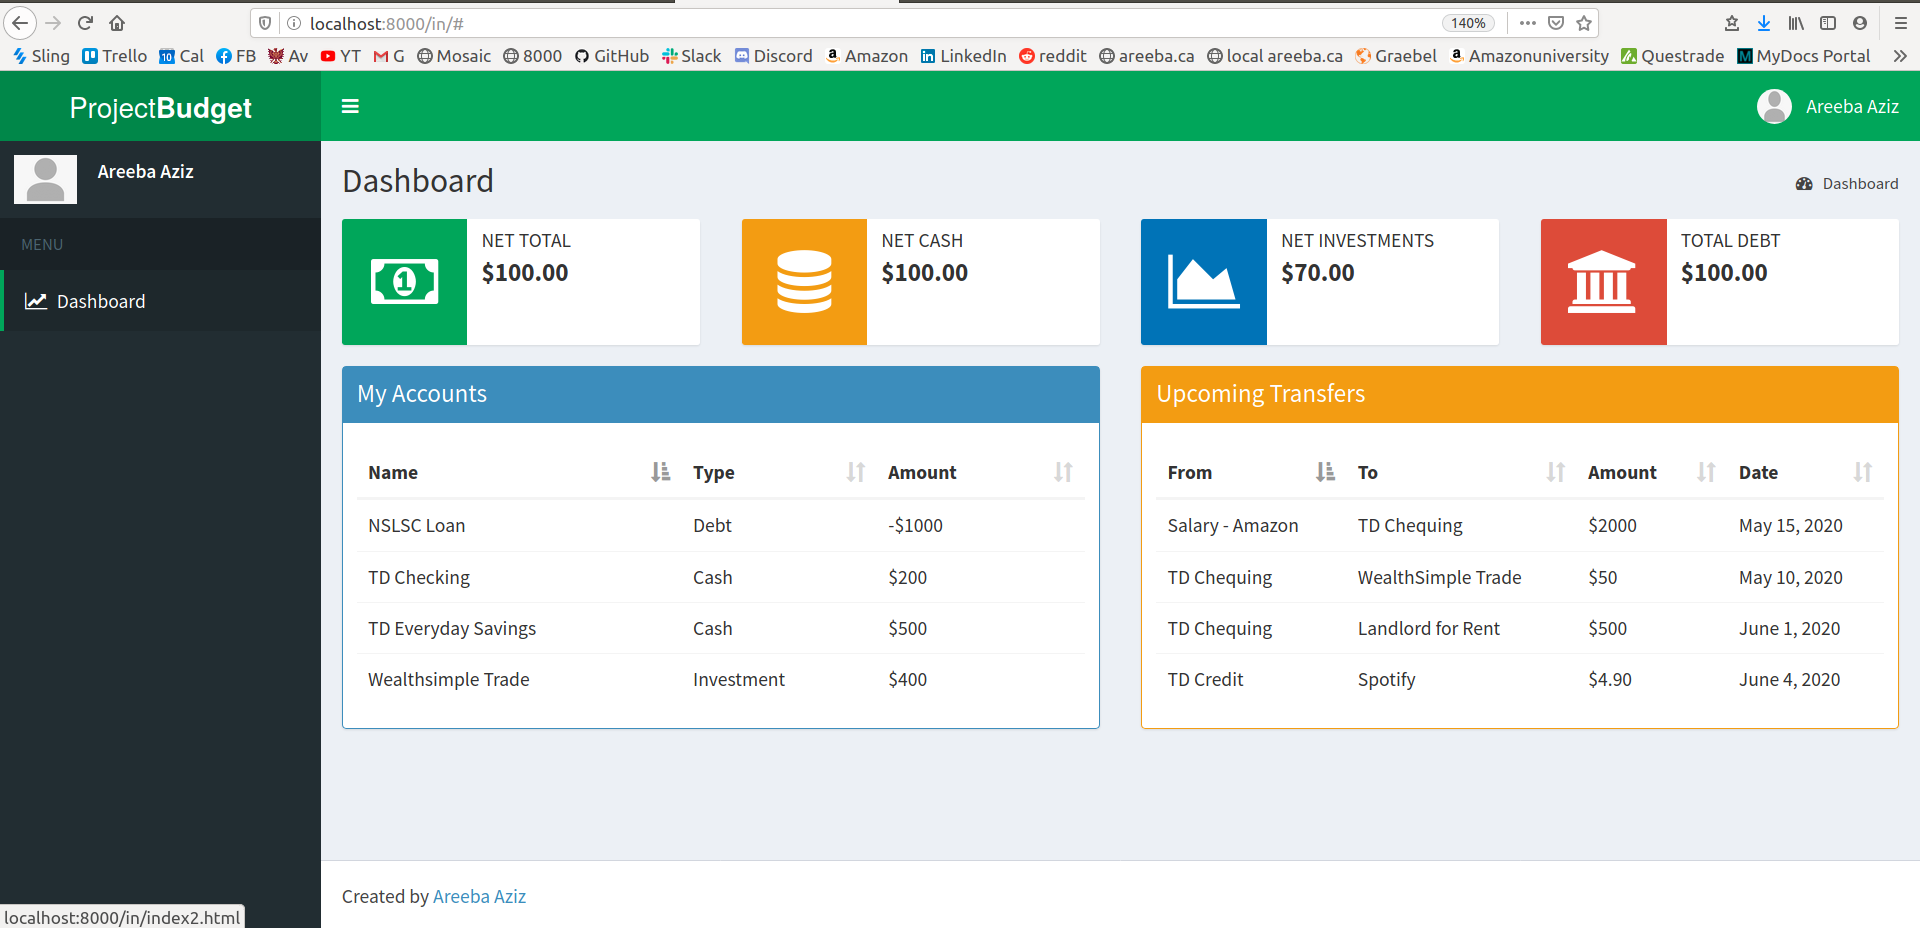 localhost:8000/in/#
140%
Sling Trello Cal FB Av YT G Mosaic 8000 GitHub Slack Discord Amazon LinkedIn reddit areeba.ca local areeba.ca Graebel Amazonuniversity Questrade MyDocs Portal
ProjectBudget
Areeba Aziz
Areeba Aziz
MENU
Dashboard
Dashboard
Dashboard
NET TOTAL
$100.00
NET CASH
$100.00
NET INVESTMENTS
$70.00
TOTAL DEBT
$100.00
My Accounts
Name Type Amount
NSLSC Loan Debt -$1000
TD Checking Cash $200
TD Everyday Savings Cash $500
Wealthsimple Trade Investment $400
Upcoming Transfers
From To Amount Date
Salary - Amazon TD Chequing $2000 May 15, 2020
TD Chequing WealthSimple Trade $50 May 10, 2020
TD Chequing Landlord for Rent $500 June 1, 2020
TD Credit Spotify $4.90 June 4, 2020
Created by Areeba Aziz
localhost:8000/in/index2.html